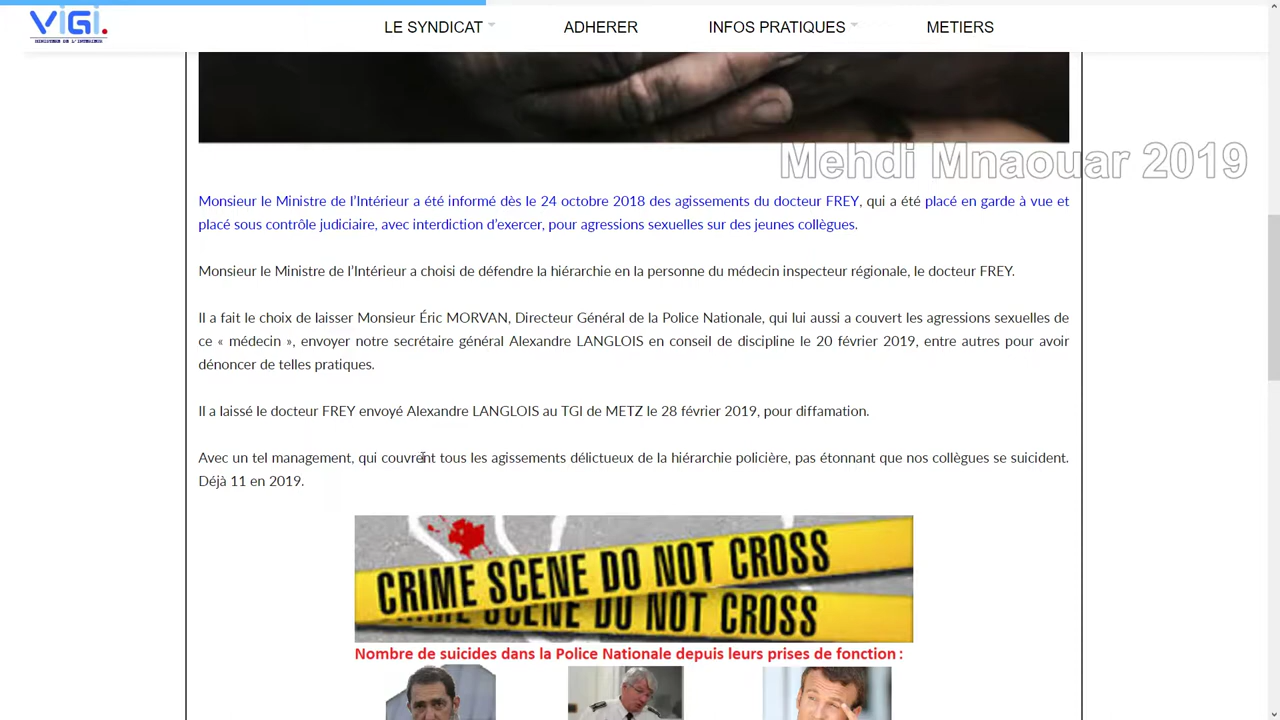 ViGi.
MINISTÈRE DE L'INTÉRIEUR
LE SYNDICAT
ADHERER
INFOS PRATIQUES
METIERS
Mehdi Mnaouar 2019
Monsieur le Ministre de l'Intérieur a été informé dès le 24 octobre 2018 des agissements du docteur FREY, qui a été placé en garde à vue et
placé sous contrôle judiciaire, avec interdiction d'exercer, pour agressions sexuelles sur des jeunes collègues.
Monsieur le Ministre de l'Intérieur a choisi de défendre la hiérarchie en la personne du médecin inspecteur régionale, le docteur FREY.
Il a fait le choix de laisser Monsieur Éric MORVAN, Directeur Général de la Police Nationale, qui lui aussi a couvert les agressions sexuelles de
ce « médecin », envoyer notre secrétaire général Alexandre LANGLOIS en conseil de discipline le 20 février 2019, entre autres pour avoir
dénoncer de telles pratiques.
Il a laissé le docteur FREY envoyé Alexandre LANGLOIS au TGI de METZ le 28 février 2019, pour diffamation.
Avec un tel management, qui couvrent tous les agissements délictueux de la hiérarchie policière, pas étonnant que nos collègues se suicident.
Déjà 11 en 2019.
CRIME SCENE DO NOT CROSS
CRIME SCENE DO NOT CROSS
Nombre de suicides dans la Police Nationale depuis leurs prises de fonction :